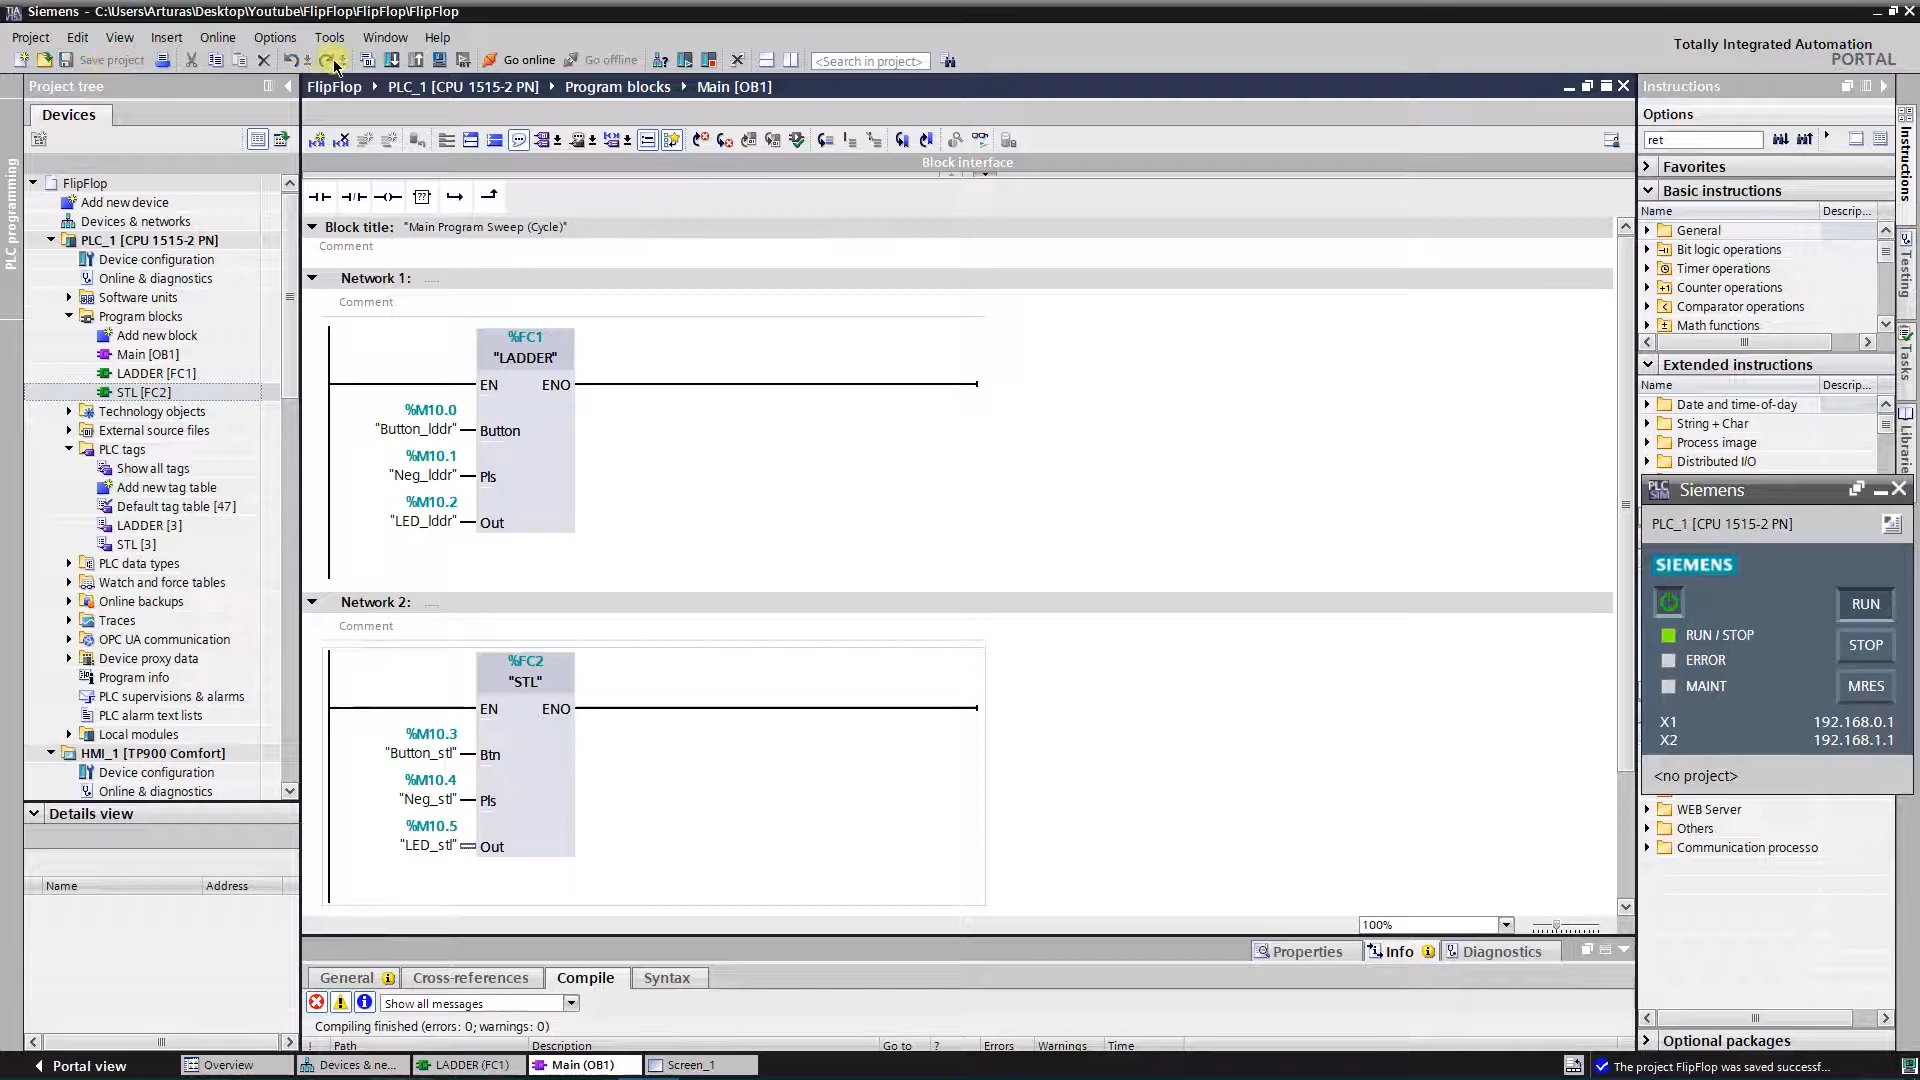 Siemens - C:\Users\Arturas\Desktop\Youtube\FlipFlop\FlipFlop\FlipFlop
Project Edit View Insert Online Options Tools Window Help
Totally Integrated Automation
PORTAL
Save project
Go online
Go offline
<Search in project>
Project tree
FlipFlop
PLC_1 [CPU 1515-2 PN]
Program blocks
Main [OB1]
Instructions
Devices
Options
ret
PLC programming
Block interface
Favorites
Basic instructions
Name
Descrip...
General
Bit logic operations
Timer operations
Counter operations
Comparator operations
Math functions
Extended instructions
Name
Descrip...
Date and time-of-day
String + Char
Process image
Distributed I/O
Instructions
Testing
Tasks
Libraries
FlipFlop
Add new device
Devices & networks
PLC_1 [CPU 1515-2 PN]
Device configuration
Online & diagnostics
Software units
Program blocks
Add new block
Main [OB1]
LADDER [FC1]
STL [FC2]
Technology objects
External source files
PLC tags
Show all tags
Add new tag table
Default tag table [47]
LADDER [3]
STL [3]
PLC data types
Watch and force tables
Online backups
Traces
OPC UA communication
Device proxy data
Program info
PLC supervisions & alarms
PLC alarm text lists
Local modules
HMI_1 [TP900 Comfort]
Device configuration
Online & diagnostics
Details view
Name
Address
Block title: "Main Program Sweep (Cycle)"
Comment
Network 1: .....
Comment
%FC1
"LADDER"
EN ENO
%M10.0
"Button_lddr" Button
%M10.1
"Neg_lddr" Pls
%M10.2
"LED_lddr" Out
Network 2: .....
Comment
%FC2
"STL"
EN ENO
%M10.3
"Button_stl" Btn
%M10.4
"Neg_stl" Pls
%M10.5
"LED_stl" Out
100%
PLC SIM
Siemens
PLC_1 [CPU 1515-2 PN]
SIEMENS
RUN
RUN / STOP
STOP
ERROR
MAINT
MRES
X1 192.168.0.1
X2 192.168.1.1
<no project>
WEB Server
Others
Communication processo
Optional packages
Properties
Info
Diagnostics
General
Cross-references
Compile
Syntax
Show all messages
Compiling finished (errors: 0; warnings: 0)
! Path Description Go to ? Errors Warnings Time
Portal view
Overview
Devices & ne...
LADDER (FC1)
Main (OB1)
Screen_1
The project FlipFlop was saved successf...